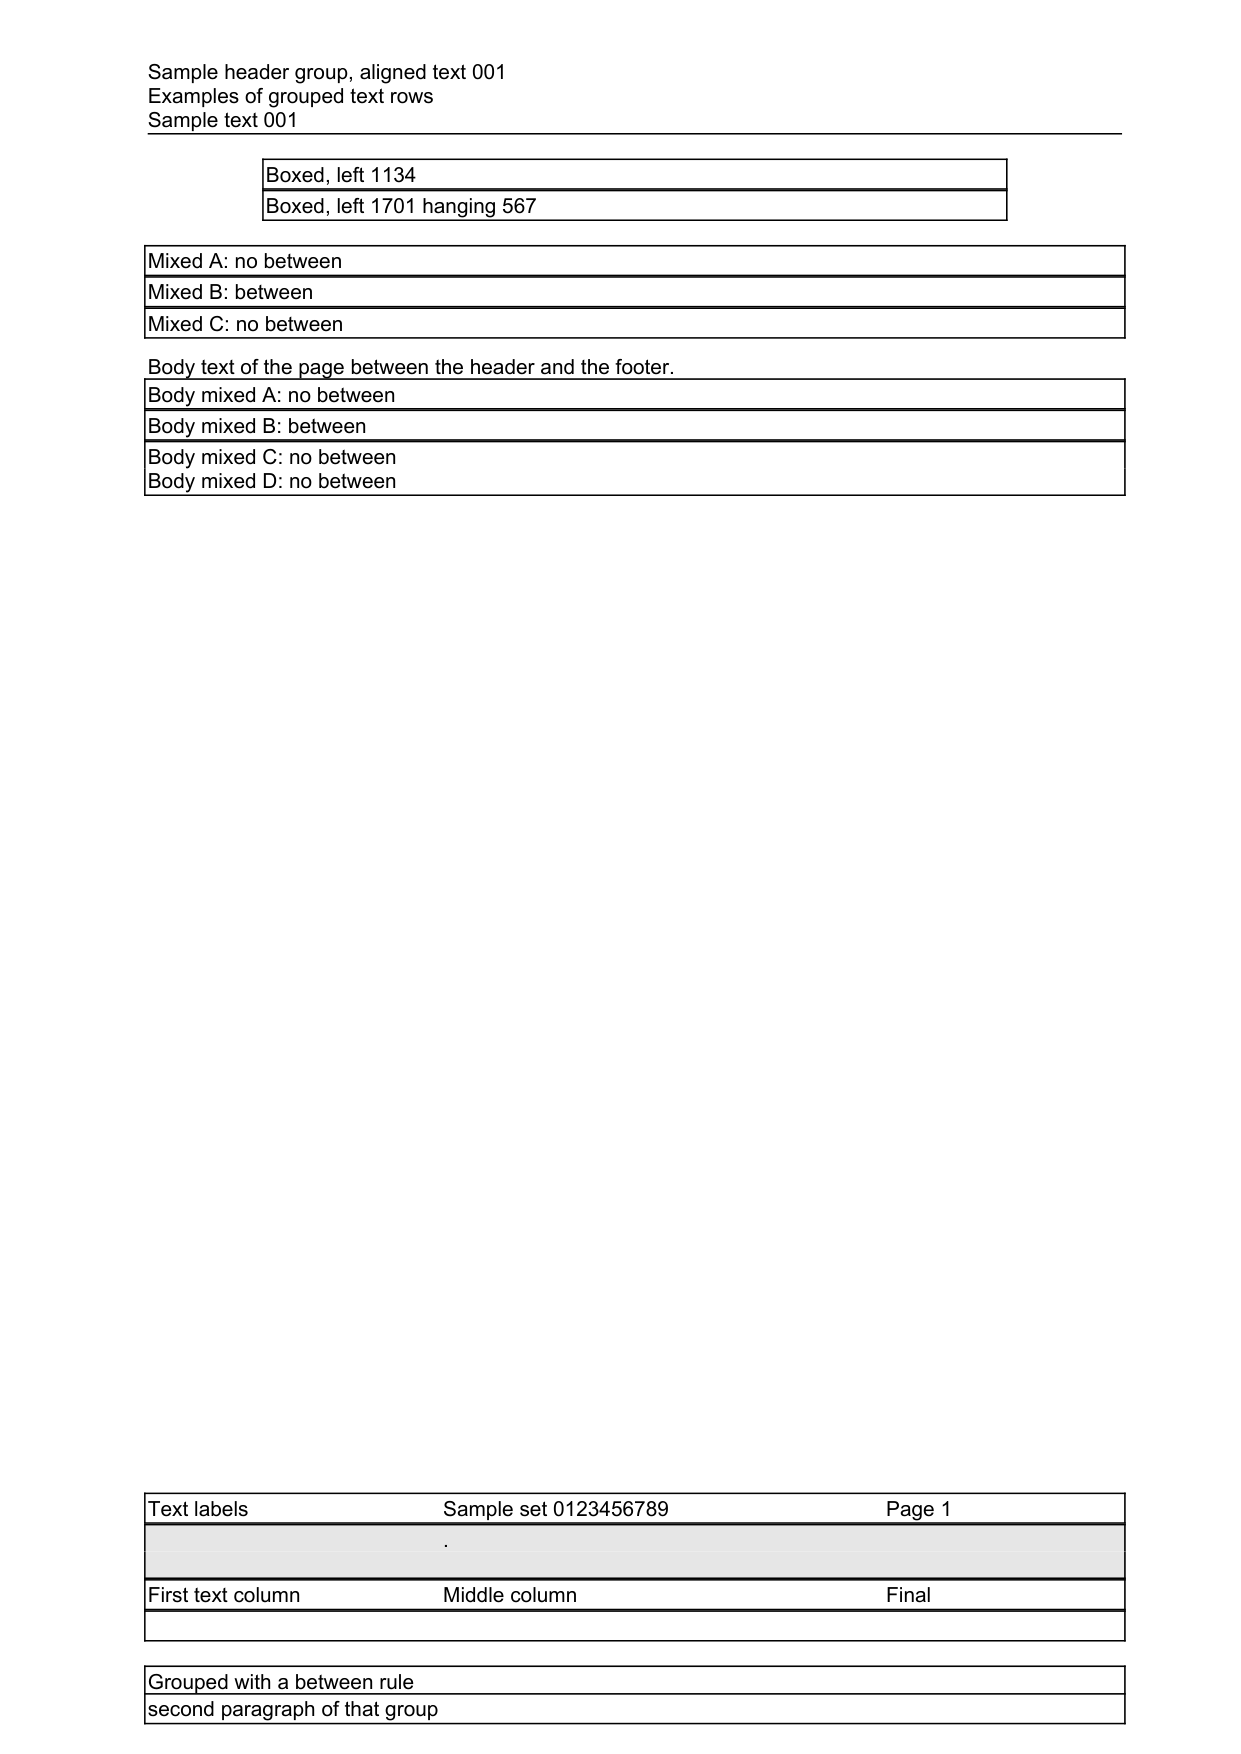 Sample header group, aligned text 001
Examples of grouped text rows
Sample text 001
Boxed, left 1134
Boxed, left 1701 hanging 567
Mixed A: no between
Mixed B: between
Mixed C: no between
Body text of the page between the header and the footer.
Body mixed A: no between
Body mixed B: between
Body mixed C: no between
Body mixed D: no between
Text labels Sample set 0123456789 Page 1
.
First text column Middle column Final
Grouped with a between rule
second paragraph of that group